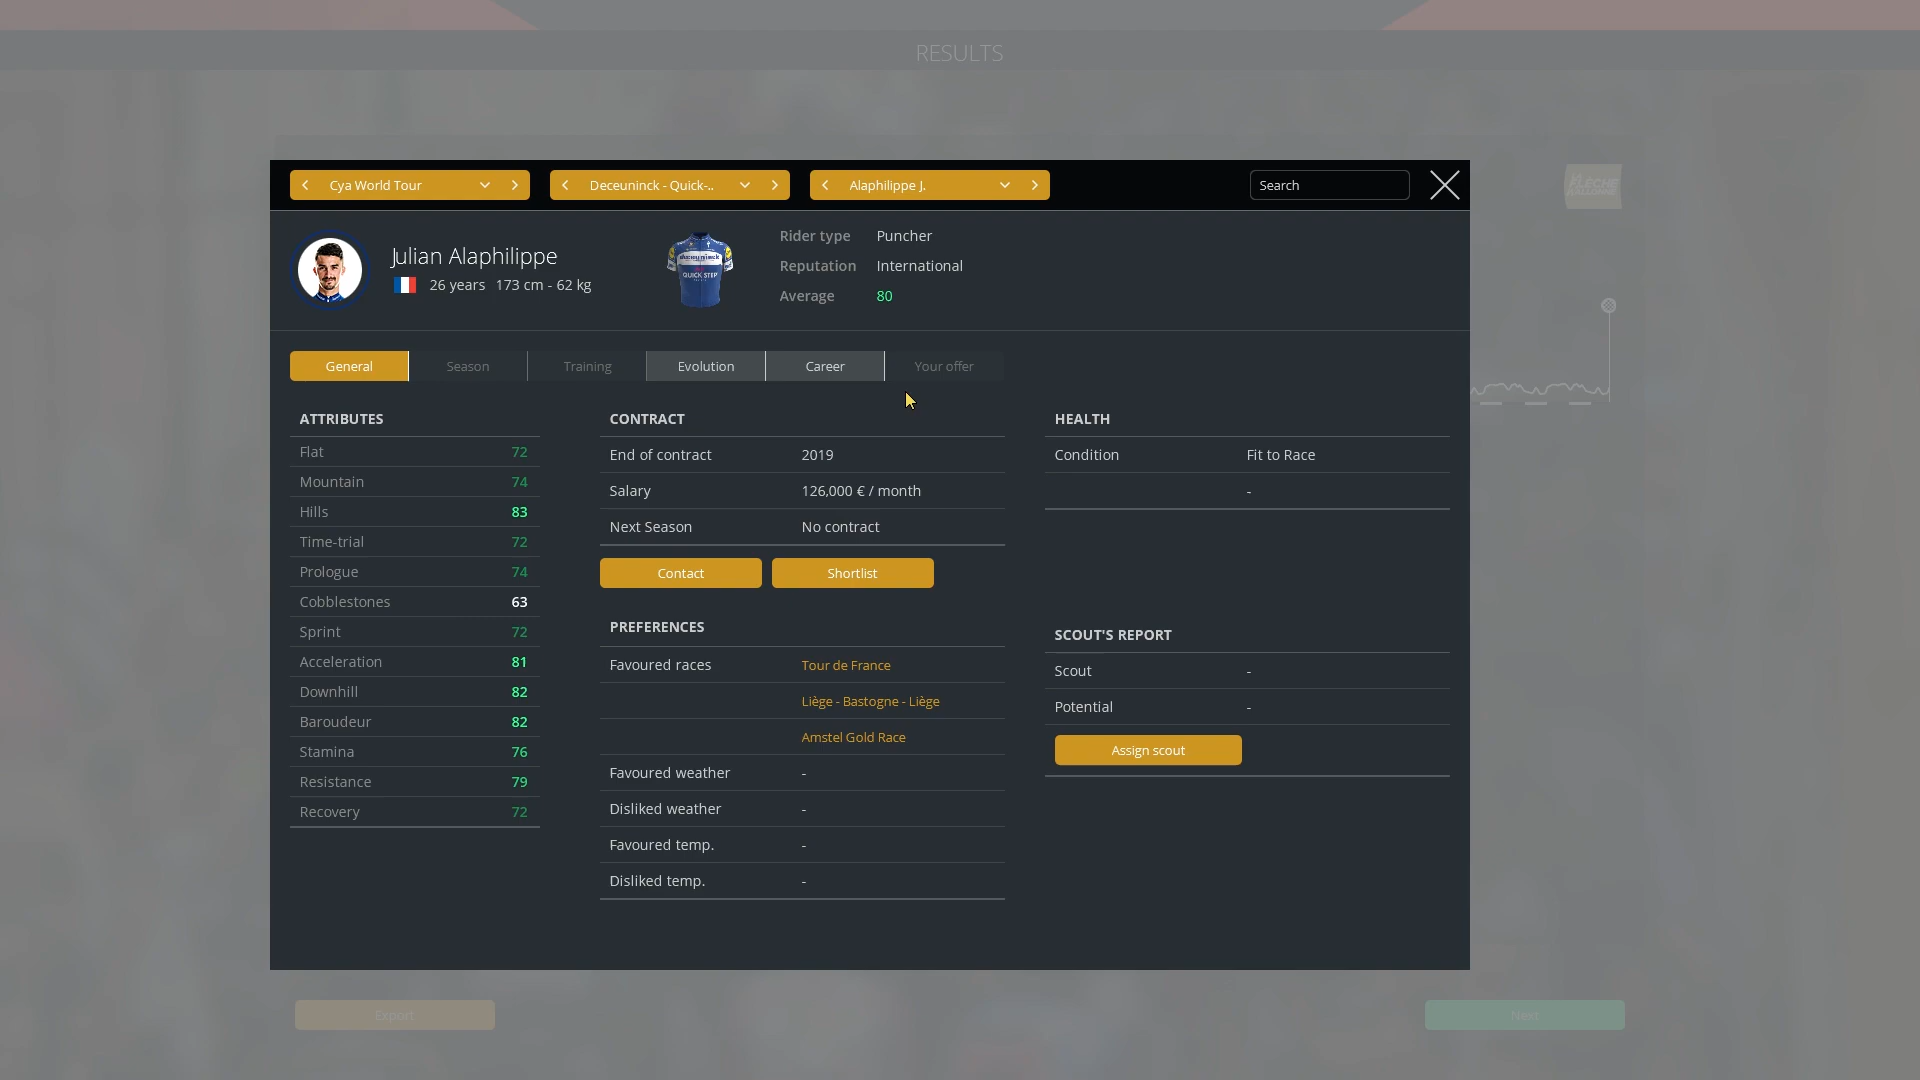 RESULTS
Cya World Tour
Deceuninck - Quick-..
Alaphilippe J.
Search
Julian Alaphilippe
26 years 173 cm - 62 kg
QUICK STEP
Rider type Puncher
Reputation International
Average 80
General
Season
Training
Evolution
Career
Your offer
ATTRIBUTES
Flat 72
Mountain 74
Hills 83
Time-trial 72
Prologue 74
Cobblestones 63
Sprint 72
Acceleration 81
Downhill 82
Baroudeur 82
Stamina 76
Resistance 79
Recovery 72
CONTRACT
End of contract 2019
Salary 126,000 € / month
Next Season No contract
Contact
Shortlist
PREFERENCES
Favoured races Tour de France
Liège - Bastogne - Liège
Amstel Gold Race
Favoured weather -
Disliked weather -
Favoured temp. -
Disliked temp. -
HEALTH
Condition Fit to Race
-
SCOUT'S REPORT
Scout -
Potential -
Assign scout
Export
Next